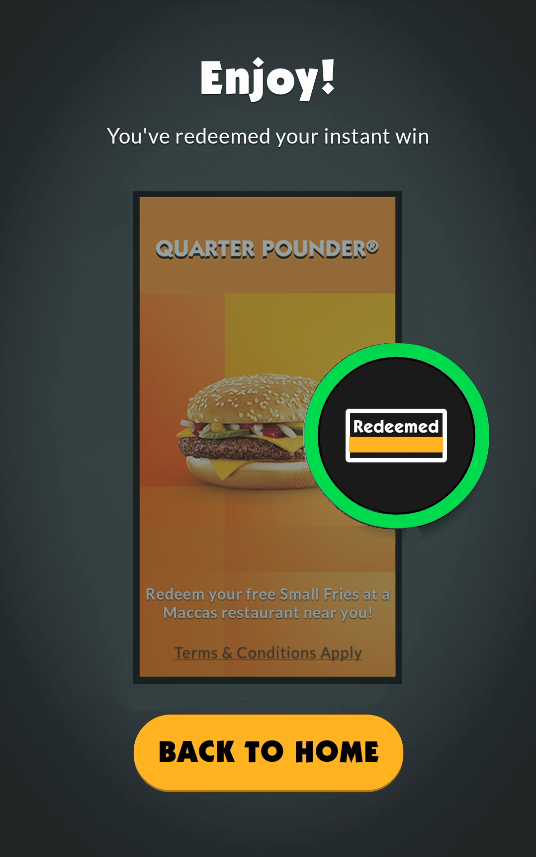 Enjoy!
You've redeemed your instant win
QUARTER POUNDER®
Redeemed
Redeem your free Small Fries at a
Maccas restaurant near you!
Terms & Conditions Apply
BACK TO HOME